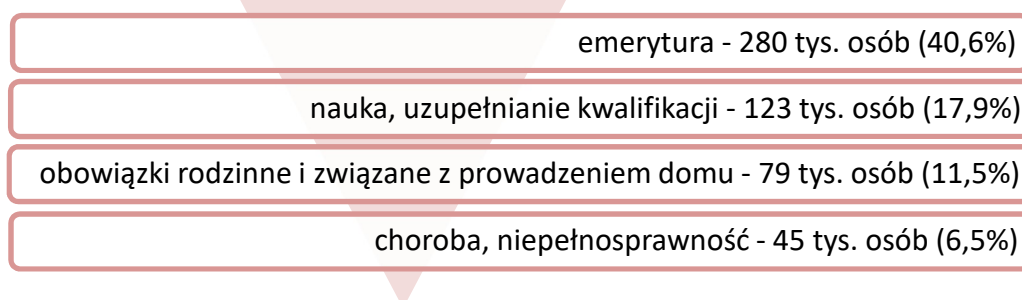 emerytura - 280 tys. osób (40,6%)
nauka, uzupełnianie kwalifikacji - 123 tys. osób (17,9%)
obowiązki rodzinne i związane z prowadzeniem domu - 79 tys. osób (11,5%)
choroba, niepełnosprawność - 45 tys. osób (6,5%)